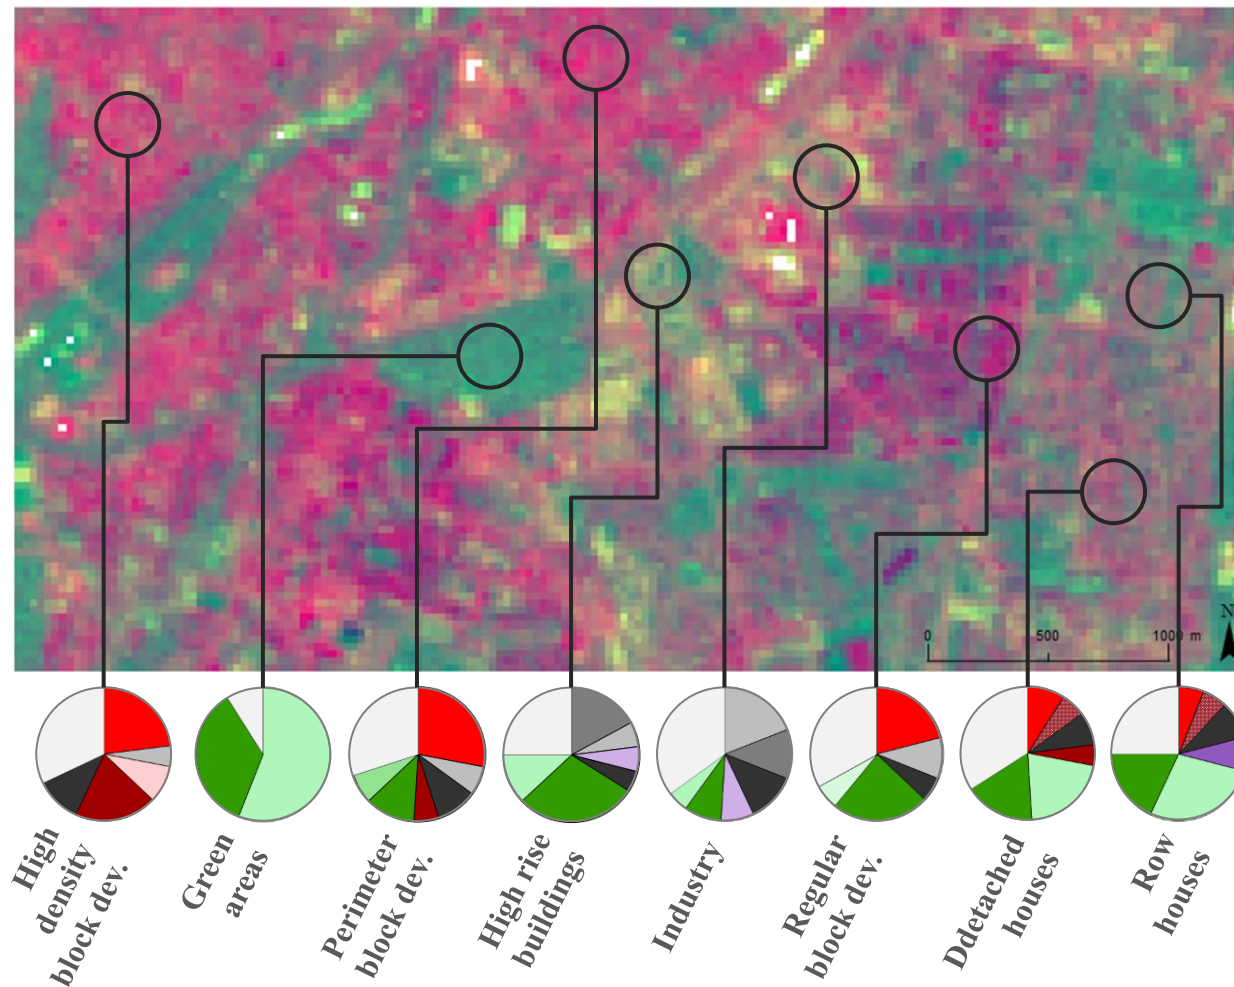 0 500 1000 m
N
High
density
block dev.
Green
areas
Perimeter
block dev.
High rise
buildings
Industry
Regular
block dev.
Ddetached
houses
Row
houses